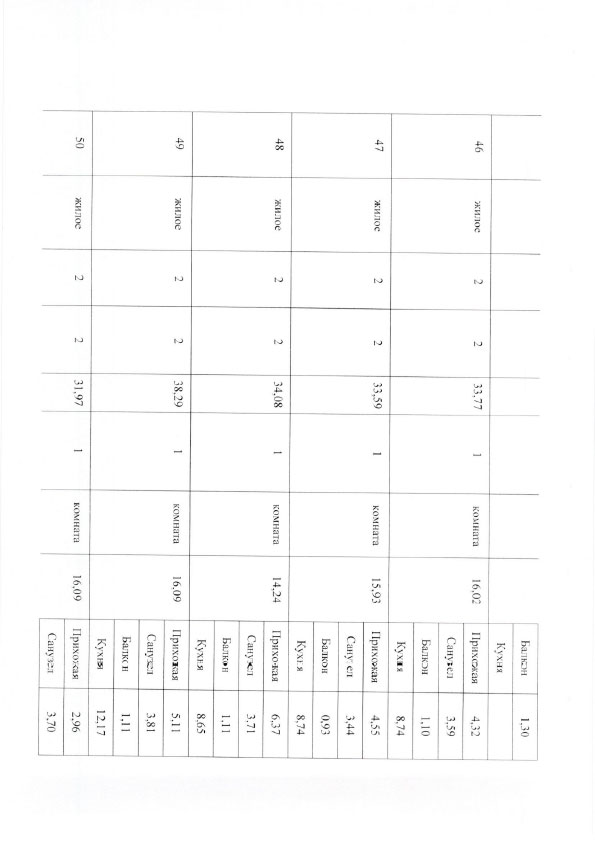 Балкон 1,30
Кухня
46 жилое 2 2 33,77 1 комната 16,02 Прихожая 4,32
Санузел 3,59
Балкон 1,10
Кухня 8,74
47 жилое 2 2 33,59 1 комната 15,93 Прихожая 4,55
Санузел 3,44
Балкон 0,93
Кухня 8,74
48 жилое 2 2 34,08 1 комната 14,24 Прихожая 6,37
Санузел 3,71
Балкон 1,11
Кухня 8,65
49 жилое 2 2 38,29 1 комната 16,09 Прихожая 5,11
Санузел 3,81
Балкон 1,11
Кухня 12,17
50 жилое 2 2 31,97 1 комната 16,09 Прихожая 2,96
Санузел 3,70